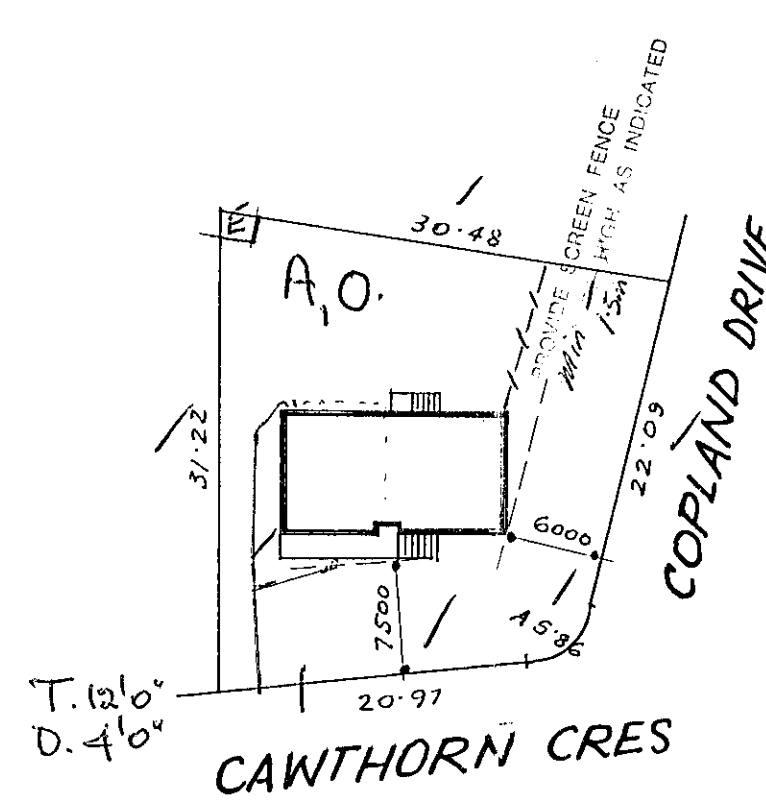 PROVIDE SCREEN FENCE
Min 1.5m HIGH AS INDICATED
E
30·48
A,O.
COPLAND DRIVE
31·22
22·09
6000
7500
A 5·86
T. 12'0"
D. 4'0"
20·97
CAWTHORN CRES